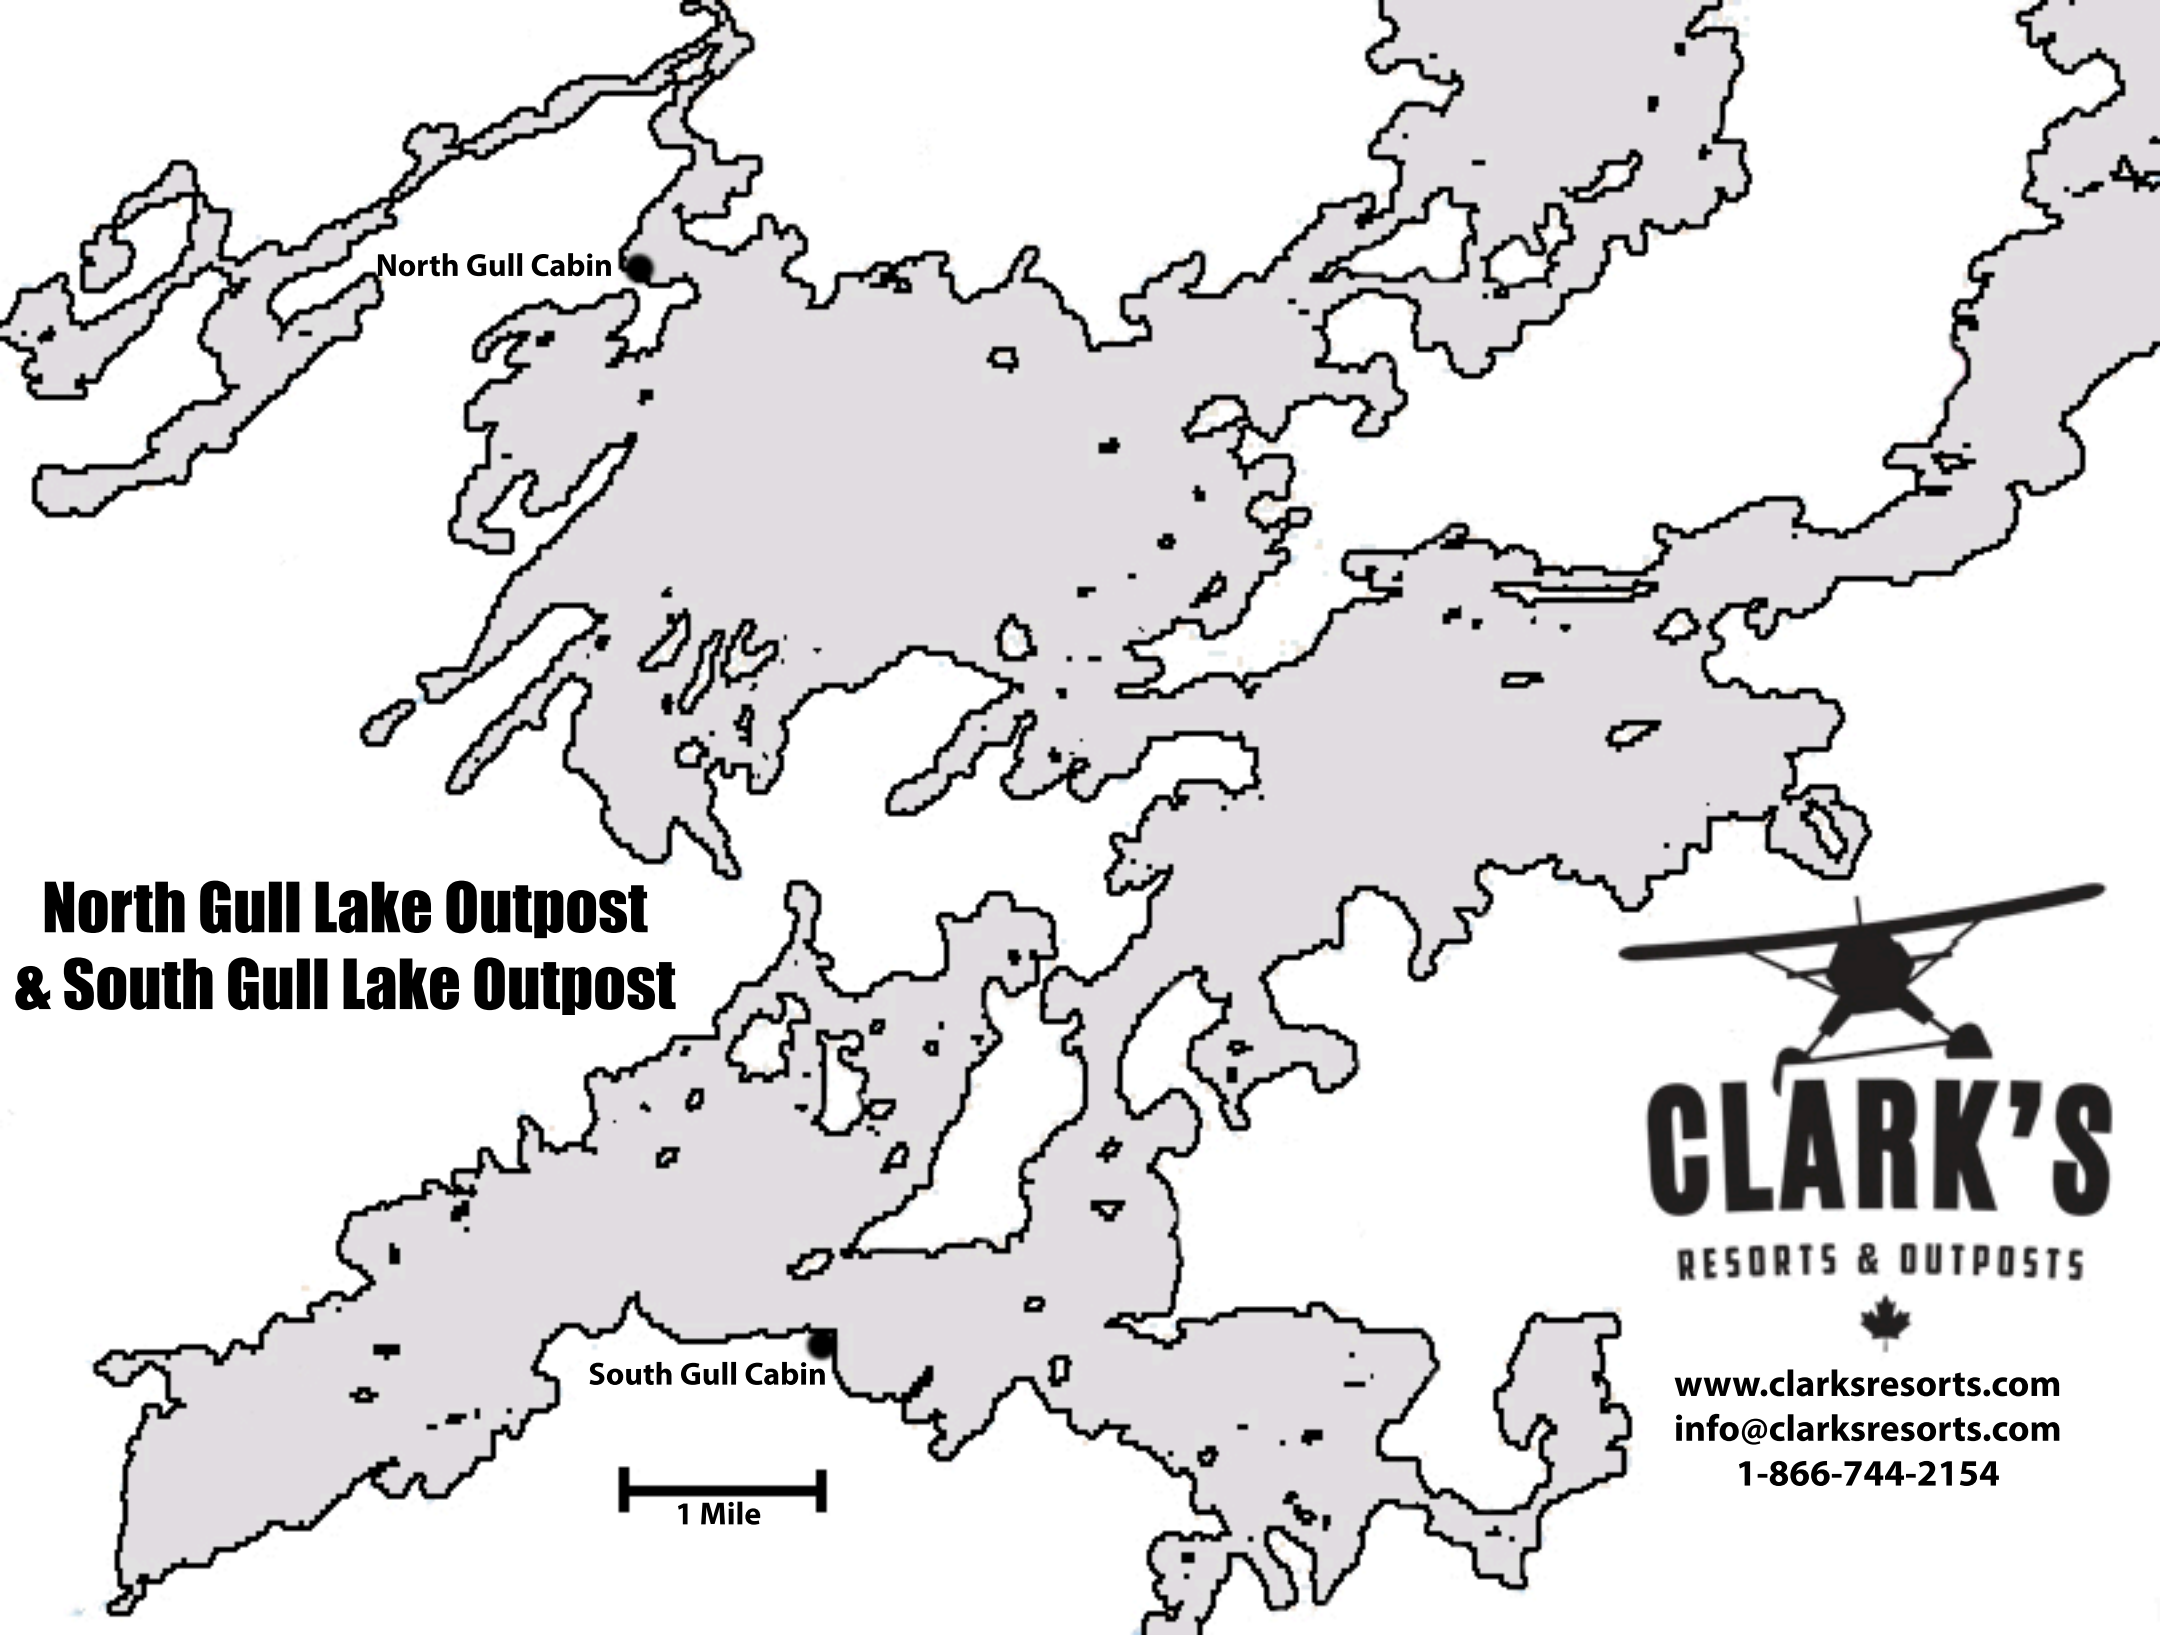 North Gull Cabin
North Gull Lake Outpost
& South Gull Lake Outpost
CLARK'S
RESORTS & OUTPOSTS
South Gull Cabin
www.clarksresorts.com
info@clarksresorts.com
1-866-744-2154
1 Mile